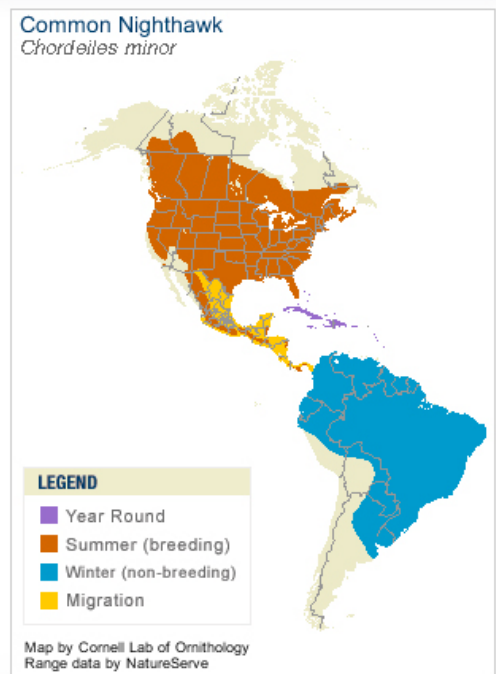 Common Nighthawk
Chordeiles minor
LEGEND
Year Round
Summer (breeding)
Winter (non-breeding)
Migration
Map by Cornell Lab of Ornithology
Range data by NatureServe